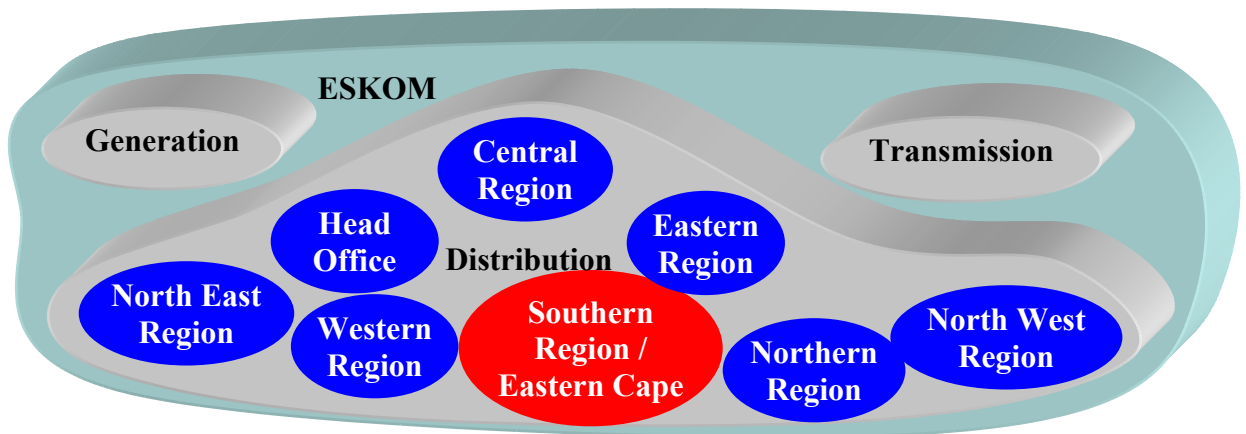 ESKOM
Generation
Transmission
Central
Region
Head
Office
Eastern
Region
Distribution
North East
Region
Western
Region
Southern
Region /
Eastern Cape
Northern
Region
North West
Region